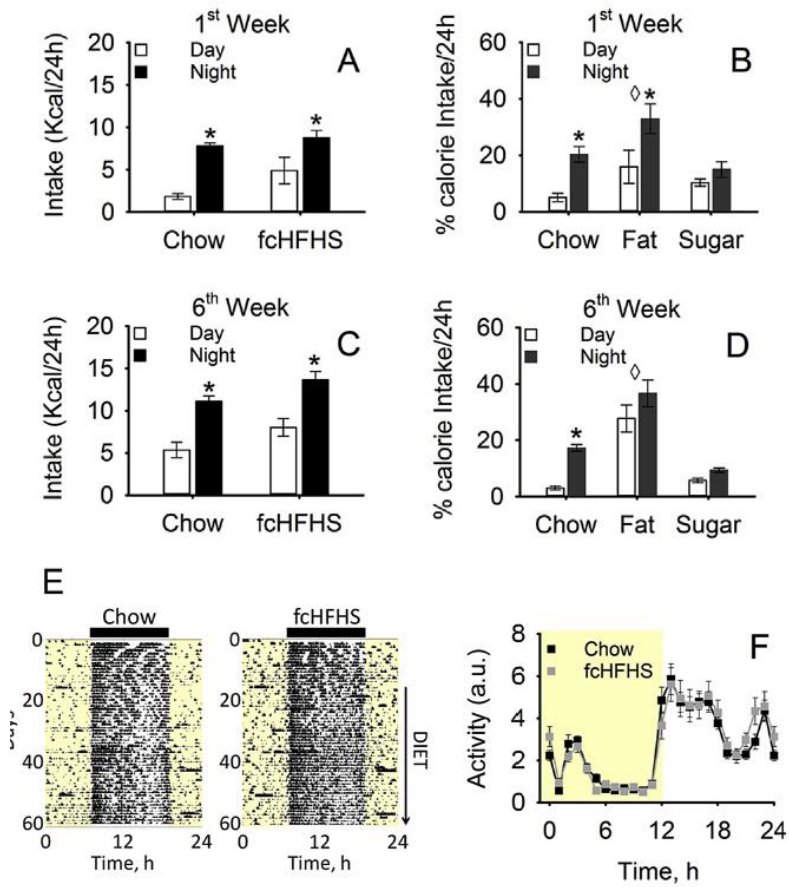 1st Week
Day
Night
A
Intake (Kcal/24h)
20
15
10
5
0
*
*
Chow
fcHFHS
1st Week
Day
Night
B
% calorie Intake/24h
60
40
20
0
*
◊ *
Chow
Fat
Sugar
6th Week
Day
Night
C
Intake (Kcal/24h)
20
15
10
5
0
*
*
Chow
fcHFHS
6th Week
Day
Night
D
% calorie Intake/24h
60
40
20
0
*
◊
Chow
Fat
Sugar
E
Chow
0
20
40
60
0
12
24
Time, h
fcHFHS
0
20
40
60
0
12
24
Time, h
DIET
F
Chow
fcHFHS
Activity (a.u.)
8
6
4
2
0
0
6
12
18
24
Time, h